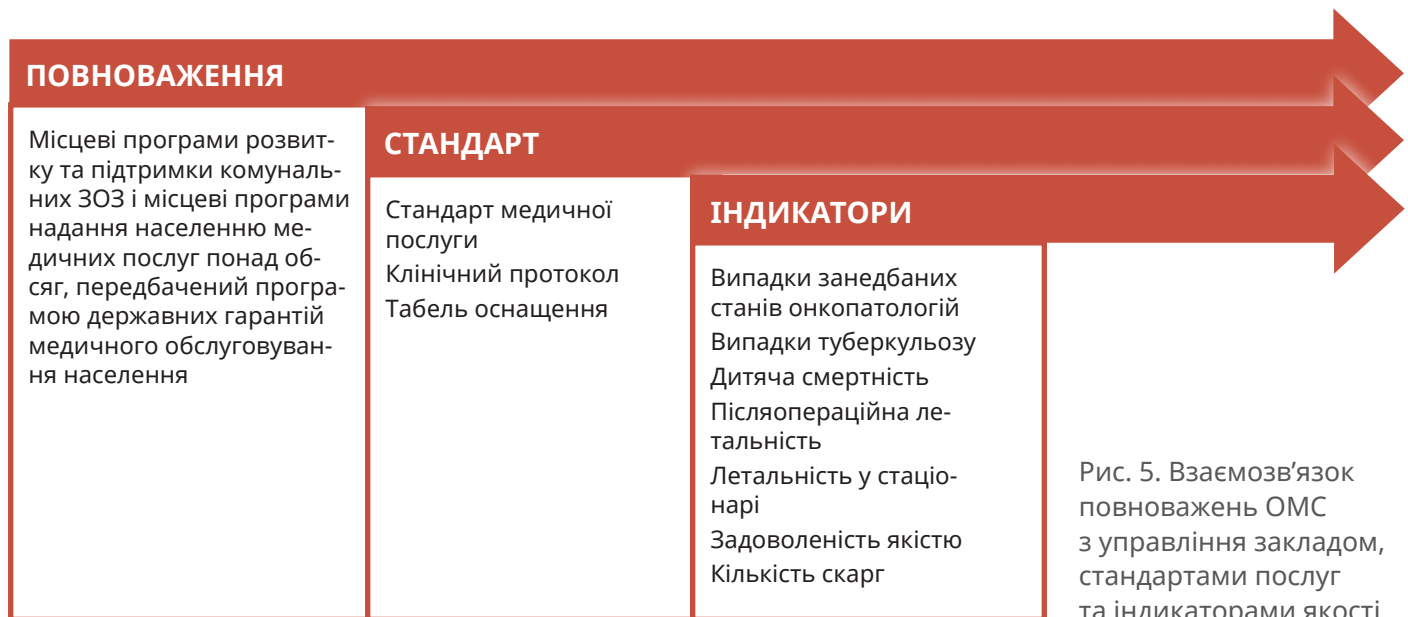 ПОВНОВАЖЕННЯ
Місцеві програми розвит-
ку та підтримки комуналь-
них ЗОЗ і місцеві програми
надання населенню ме-
дичних послуг понад об-
сяг, передбачений програ-
мою державних гарантій
медичного обслуговуван-
ня населення
СТАНДАРТ
Стандарт медичної
послуги
Клінічний протокол
Табель оснащення
ІНДИКАТОРИ
Випадки занедбаних
станів онкопатологій
Випадки туберкульозу
Дитяча смертність
Післяопераційна ле-
тальність
Летальність у стаціо-
нарі
Задоволеність якістю
Кількість скарг
Рис. 5. Взаємозв’язок
повноважень ОМС
з управління закладом,
стандартами послуг
та індикаторами якості